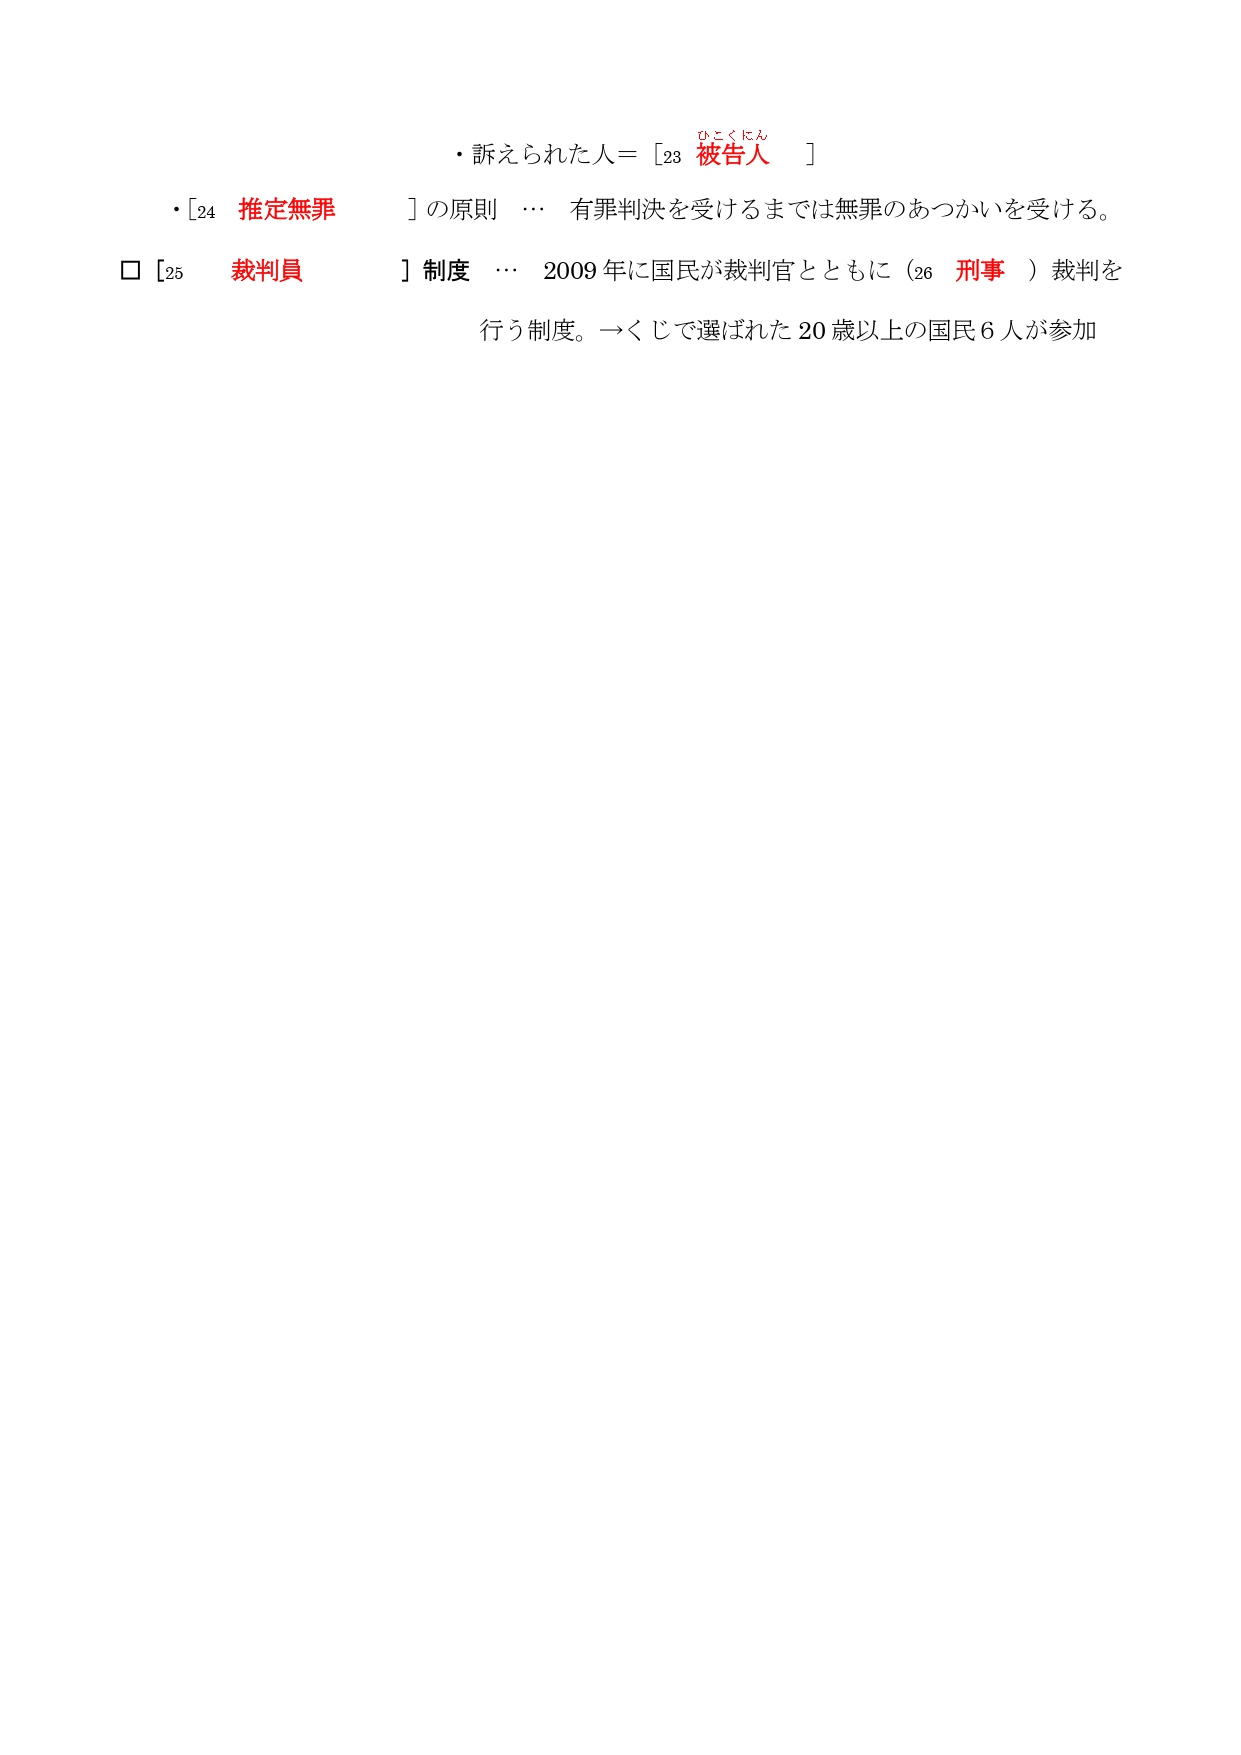 ひこくにん
・訴えられた人＝［23 被告人　］
・［24　推定無罪　　　］の原則　…　有罪判決を受けるまでは無罪のあつかいを受ける。
□［25　　裁判員　　　　］制度　…　2009 年に国民が裁判官とともに（26　刑事　）裁判を
行う制度。→くじで選ばれた 20 歳以上の国民６人が参加